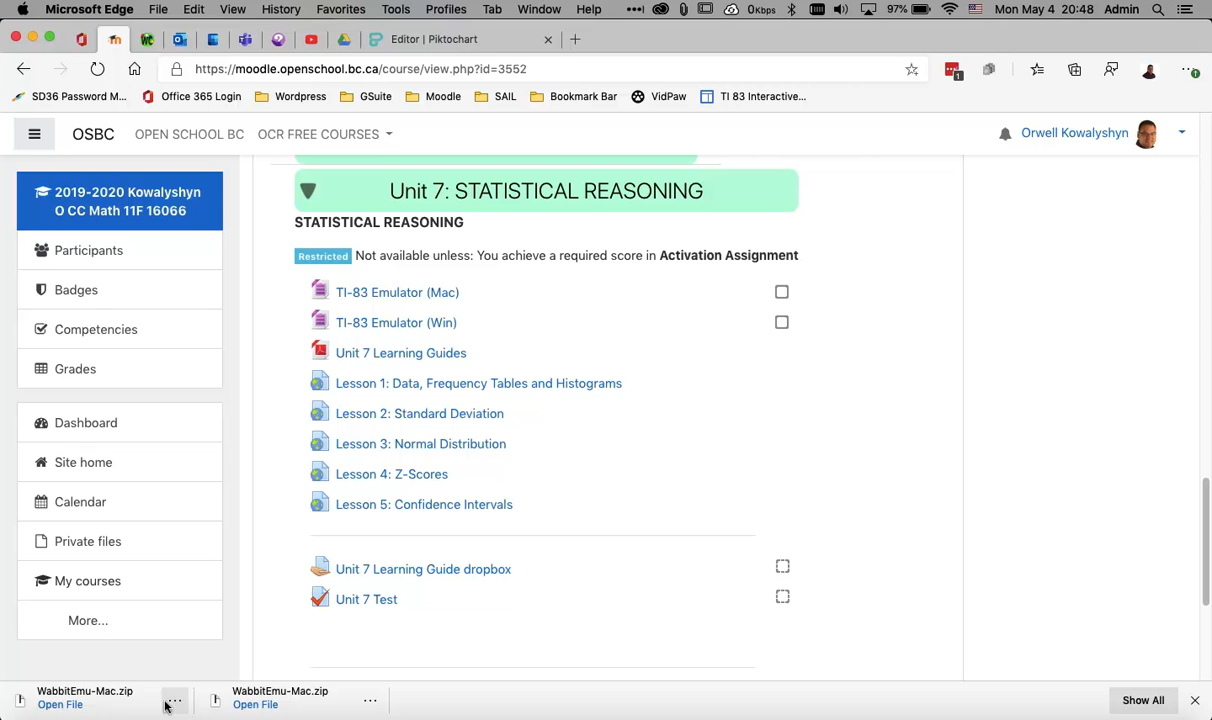 Microsoft Edge File Edit View History Favorites Tools Profiles Tab Window Help 0Kbps 97% Mon May 4 20:48 Admin
Editor | Piktochart
https://moodle.openschool.bc.ca/course/view.php?id=3552
1
SD36 Password M... Office 365 Login Wordpress GSuite Moodle SAIL Bookmark Bar VidPaw TI 83 Interactive...
OSBC OPEN SCHOOL BC OCR FREE COURSES Orwell Kowalyshyn
2019-2020 Kowalyshyn
O CC Math 11F 16066
Participants
Badges
Competencies
Grades
Dashboard
Site home
Calendar
Private files
My courses
More...
Unit 7: STATISTICAL REASONING
STATISTICAL REASONING
Restricted Not available unless: You achieve a required score in Activation Assignment
TI-83 Emulator (Mac)
TI-83 Emulator (Win)
Unit 7 Learning Guides
Lesson 1: Data, Frequency Tables and Histograms
Lesson 2: Standard Deviation
Lesson 3: Normal Distribution
Lesson 4: Z-Scores
Lesson 5: Confidence Intervals
Unit 7 Learning Guide dropbox
Unit 7 Test
WabbitEmu-Mac.zip
Open File
WabbitEmu-Mac.zip
Open File
Show All